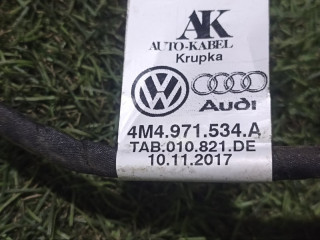 AK
AUTO-KABEL
Krupka
Audi
4M4.971.534.A
TAB.010.821.DE
10.11.2017